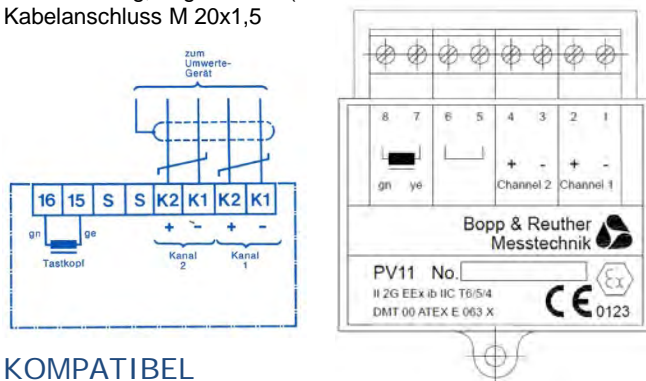 Kabelanschluss M 20x1,5
zum
Umwerte-
Gerät
16 15 S S K2 K1 K2 K1
+ - + -
gn ge
Tastkopf
Kanal
2
Kanal
1
8 7 6 5 4 3 2 1
+ - + -
gn ye Channel 2 Channel 1
Bopp & Reuther
Messtechnik
PV11 No.
II 2G EEx ib IIC T6/5/4
DMT 00 ATEX E 063 X
CE 0123
Ex
KOMPATIBEL